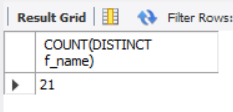 Result Grid Filter Rows:
COUNT(DISTINCT
f_name)
21